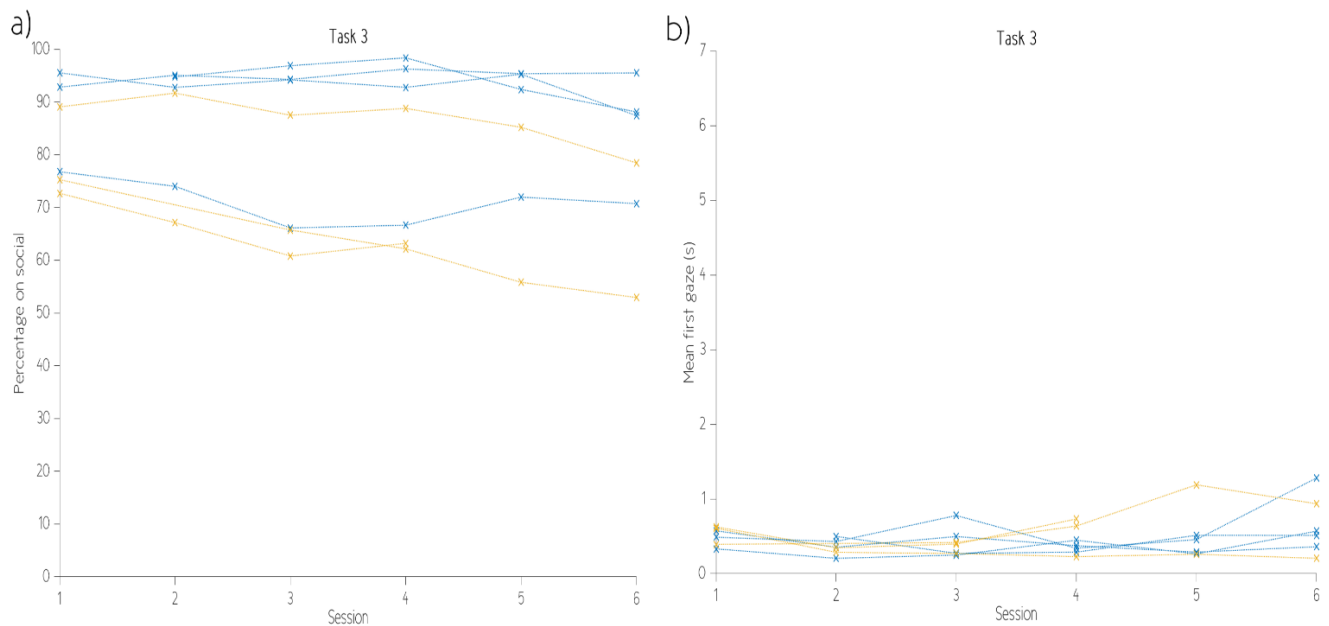 a)
Task 3
Percentage on social
100
90
80
70
60
50
40
30
20
10
0
1 2 3 4 5 6
Session
b)
Task 3
Mean first gaze (s)
7
6
5
4
3
2
1
0
1 2 3 4 5 6
Session